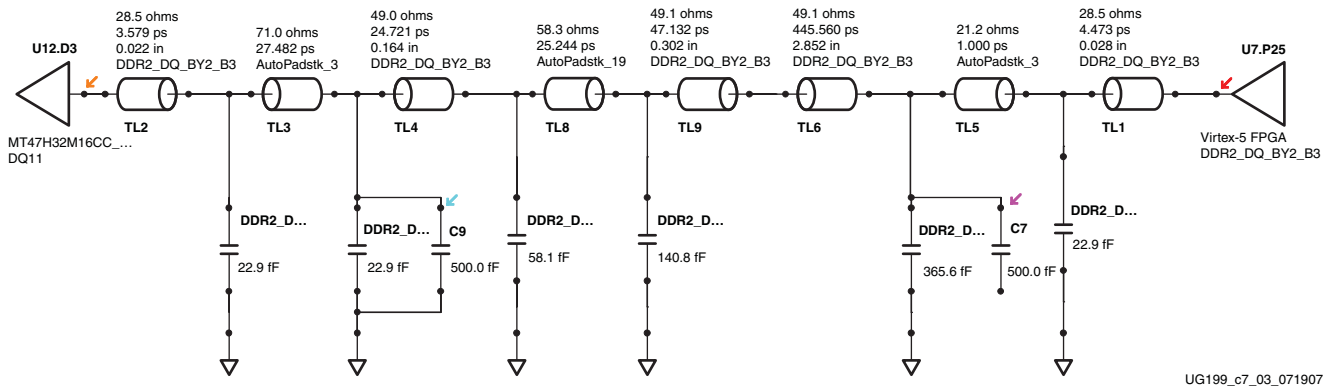 U12.D3
MT47H32M16CC_...
DQ11
28.5 ohms
3.579 ps
0.022 in
DDR2_DQ_BY2_B3
TL2
71.0 ohms
27.482 ps
AutoPadstk_3
TL3
49.0 ohms
24.721 ps
0.164 in
DDR2_DQ_BY2_B3
TL4
58.3 ohms
25.244 ps
AutoPadstk_19
TL8
49.1 ohms
47.132 ps
0.302 in
DDR2_DQ_BY2_B3
TL9
49.1 ohms
445.560 ps
2.852 in
DDR2_DQ_BY2_B3
TL6
21.2 ohms
1.000 ps
AutoPadstk_3
TL5
28.5 ohms
4.473 ps
0.028 in
DDR2_DQ_BY2_B3
TL1
U7.P25
Virtex-5 FPGA
DDR2_DQ_BY2_B3
DDR2_D...
22.9 fF
DDR2_D...
22.9 fF
C9
500.0 fF
DDR2_D...
58.1 fF
DDR2_D...
140.8 fF
DDR2_D...
365.6 fF
C7
500.0 fF
DDR2_D...
22.9 fF
UG199_c7_03_071907